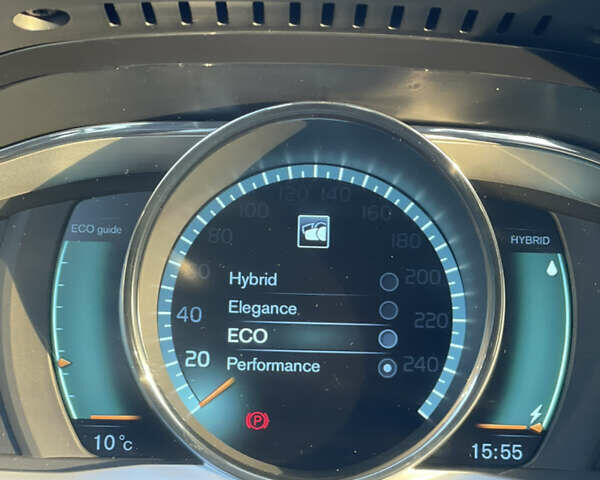 ECO guide
HYBRID
120 140
100 160
80 180
Hybrid 200
Elegance
40 220
ECO
20 Performance 240
P
10°C
15:55